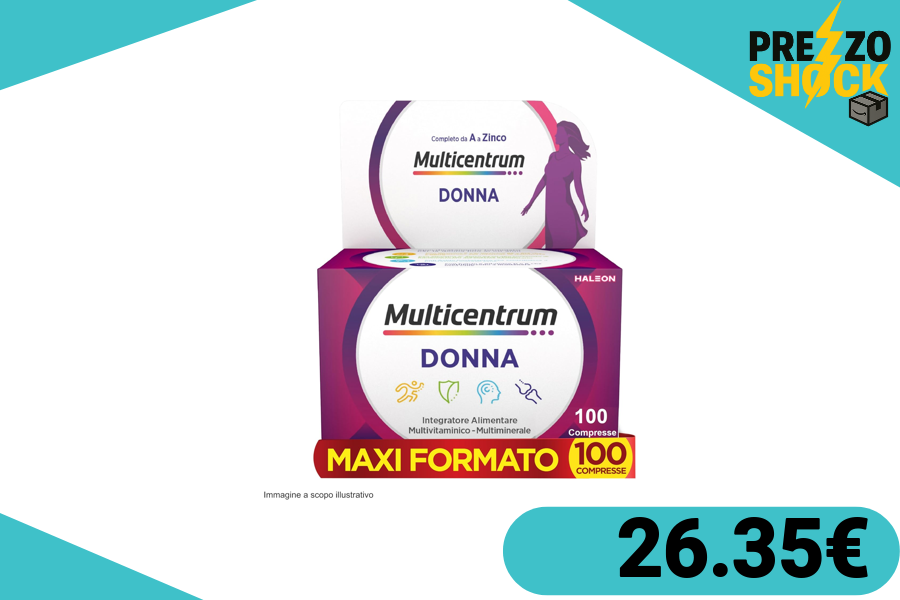 PREZZO
SHOCK
Completo da A a Zinco
Multicentrum
DONNA
HALEON
Multicentrum
DONNA
Integratore Alimentare
Multivitaminico - Multiminerale
100
Compresse
MAXI FORMATO
100
COMPRESSE
Immagine a scopo illustrativo
26.35€